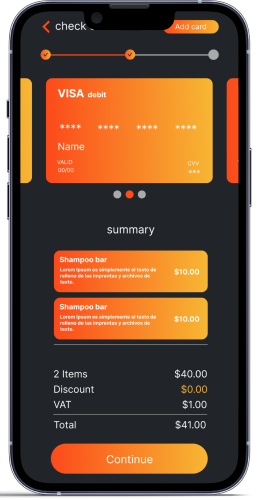 check
Add card
VISA debit
**** **** **** ****
Name
VALID
00/00
CVV
***
summary
Shampoo bar
Lorem Ipsum es simplemente el texto de
relleno de las imprentas y archivos de
texto.
$10.00
Shampoo bar
Lorem Ipsum es simplemente el texto de
relleno de las imprentas y archivos de
texto.
$10.00
2 Items $40.00
Discount $0.00
VAT $1.00
Total $41.00
Continue